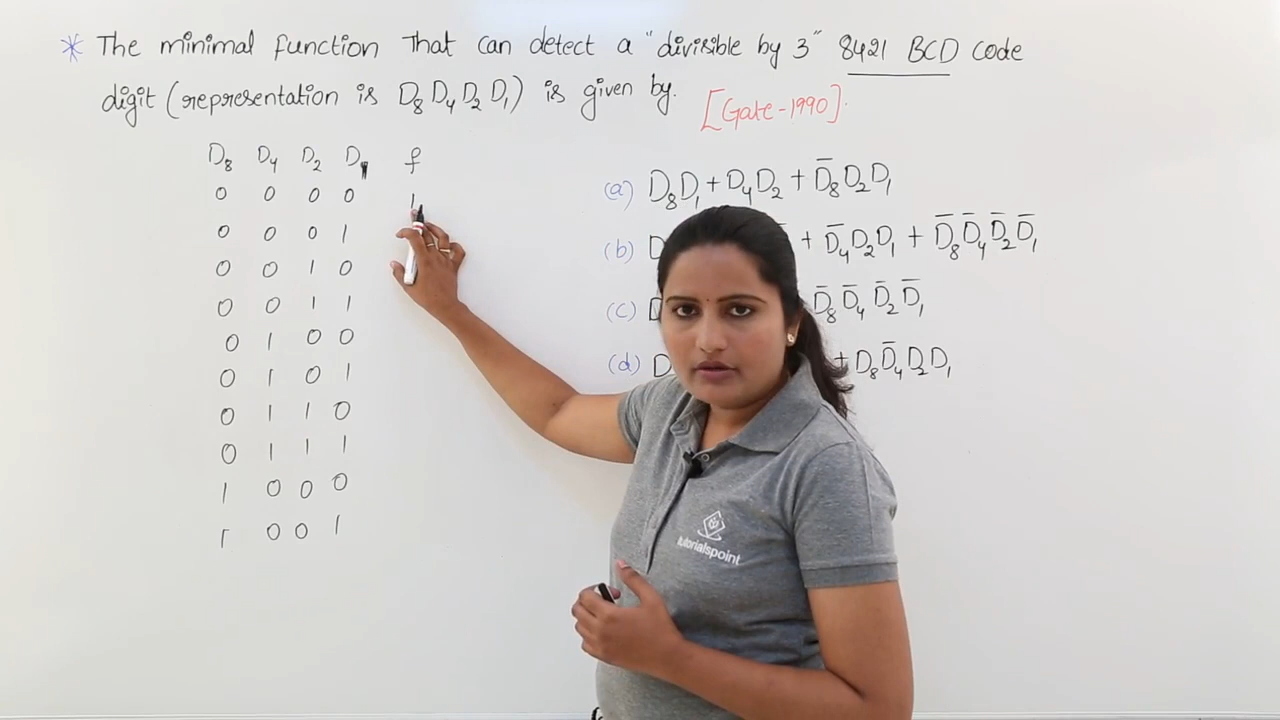 * The minimal function that can detect a "divisible by 3" 8421 BCD code
digit (representation is D₈ D₄ D₂ D₁) is given by. [Gate-1990].
D₈ D₄ D₂ D₁ f
0 0 0 0 1
0 0 0 1
0 0 1 0
0 0 1 1
0 1 0 0
0 1 0 1
0 1 1 0
0 1 1 1
1 0 0 0
1 0 0 1
(a) D₈D₁ + D₄D₂ + D̅₈D₂D₁
(b) D + D̅₄D₂D₁ + D̅₈D̅₄D̅₂D̅₁
(c) D D̅₈D̅₄D̅₂D̅₁
(d) D + D₈D̅₄D₂D̅₁
tutorialspoint